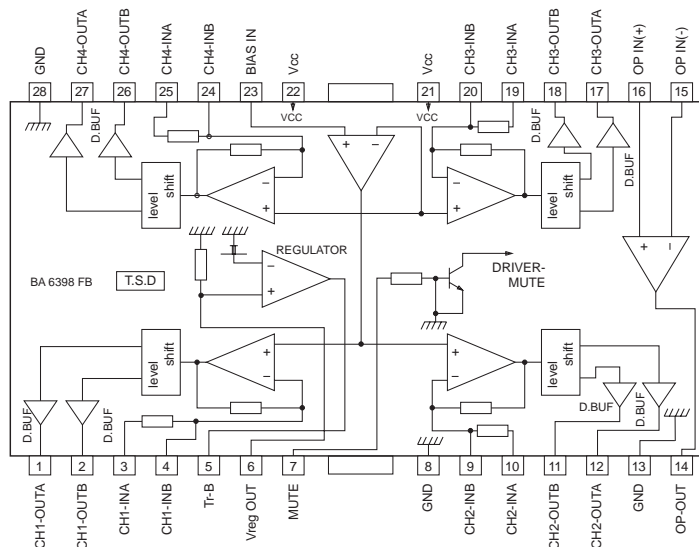 GND
CH4-OUTA
CH4-OUTB
CH4-INA
CH4-INB
BIAS IN
Vcc
Vcc
CH3-INB
CH3-INA
CH3-OUTB
CH3-OUTA
OP IN(+)
OP IN(-)
28
27
26
25
24
23
22
21
20
19
18
17
16
15
VCC
VCC
D.BUF
D.BUF
D.BUF
level
shift
level
shift
+
−
−
+
−
+
+
−
REGULATOR
−
+
DRIVER-
MUTE
BA 6398 FB
T.S.D
level
shift
+
−
+
−
level
shift
D.BUF
D.BUF
D.BUF
D.BUF
1
2
3
4
5
6
7
8
9
10
11
12
13
14
CH1-OUTA
CH1-OUTB
CH1-INA
CH1-INB
Tr-B
Vreg OUT
MUTE
GND
CH2-INB
CH2-INA
CH2-OUTB
CH2-OUTA
GND
OP-OUT